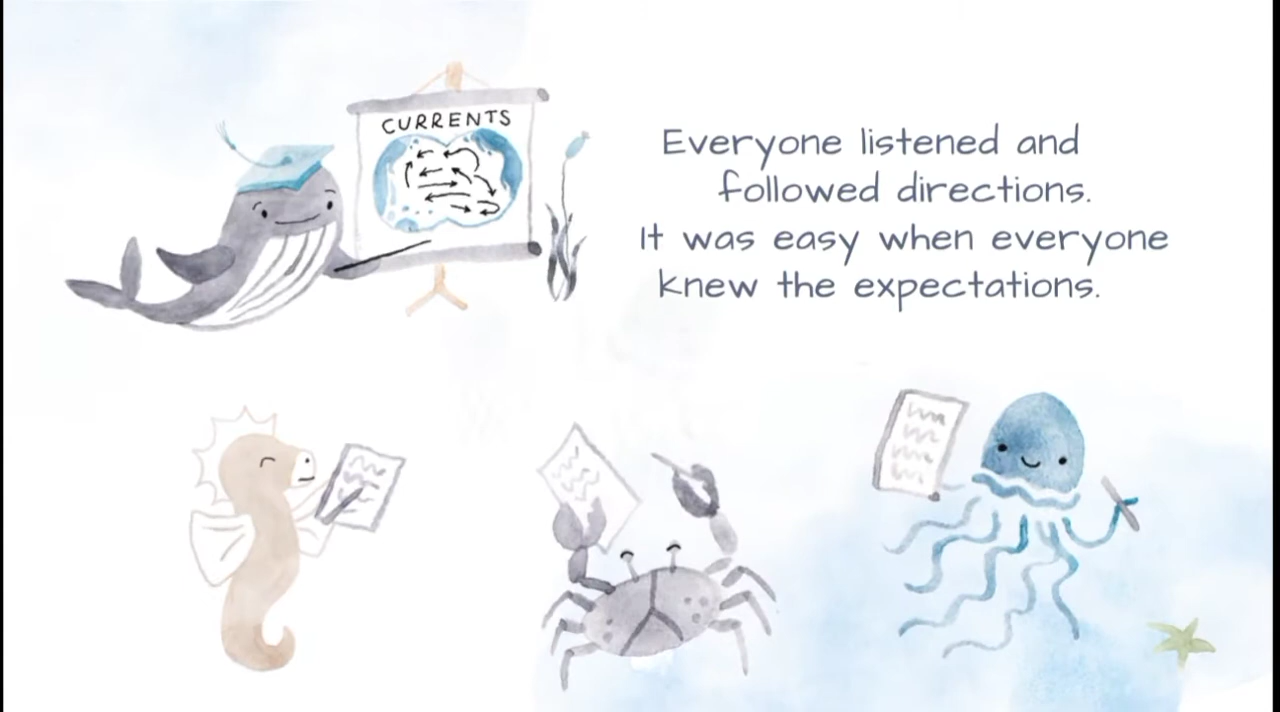 CURRENTS
Everyone listened and
followed directions.
It was easy when everyone
knew the expectations.